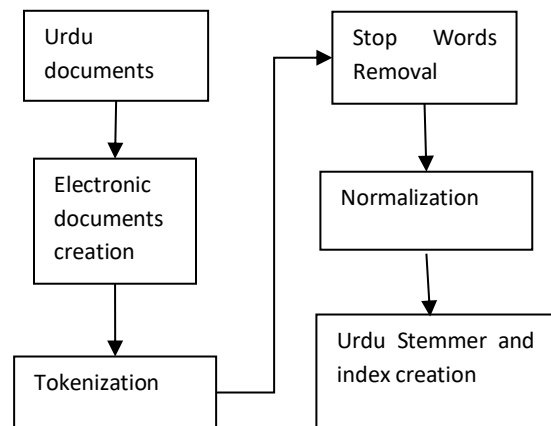 Urdu
documents
Electronic
documents
creation
Tokenization
Stop Words
Removal
Normalization
Urdu Stemmer and
index creation